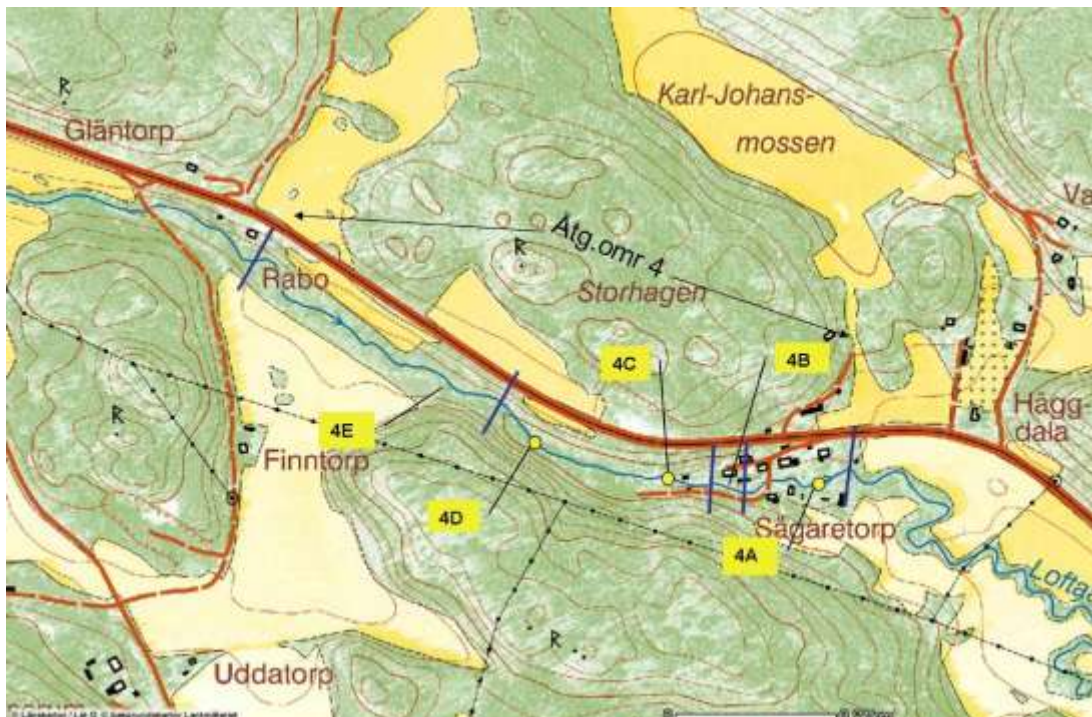 Karl-Johans-
mossen
R
Gläntorp
Va
Åtg.omr 4
R
Rabo
Storhagen
4C
4B
Hägg
dala
R
4E
Finntorp
4D
Sägaretorp
4A
Lofta
R
Uddatorp